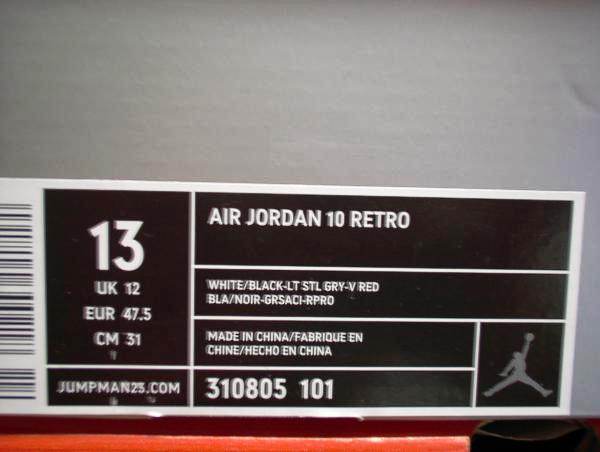 13
UK 12
EUR 47.5
CM 31
JUMPMAN23.COM
AIR JORDAN 10 RETRO
WHITE/BLACK-LT STL GRY-V RED
BLA/NOIR-GRSACI-RPRO
MADE IN CHINA/FABRIQUE EN
CHINE/HECHO EN CHINA
310805 101